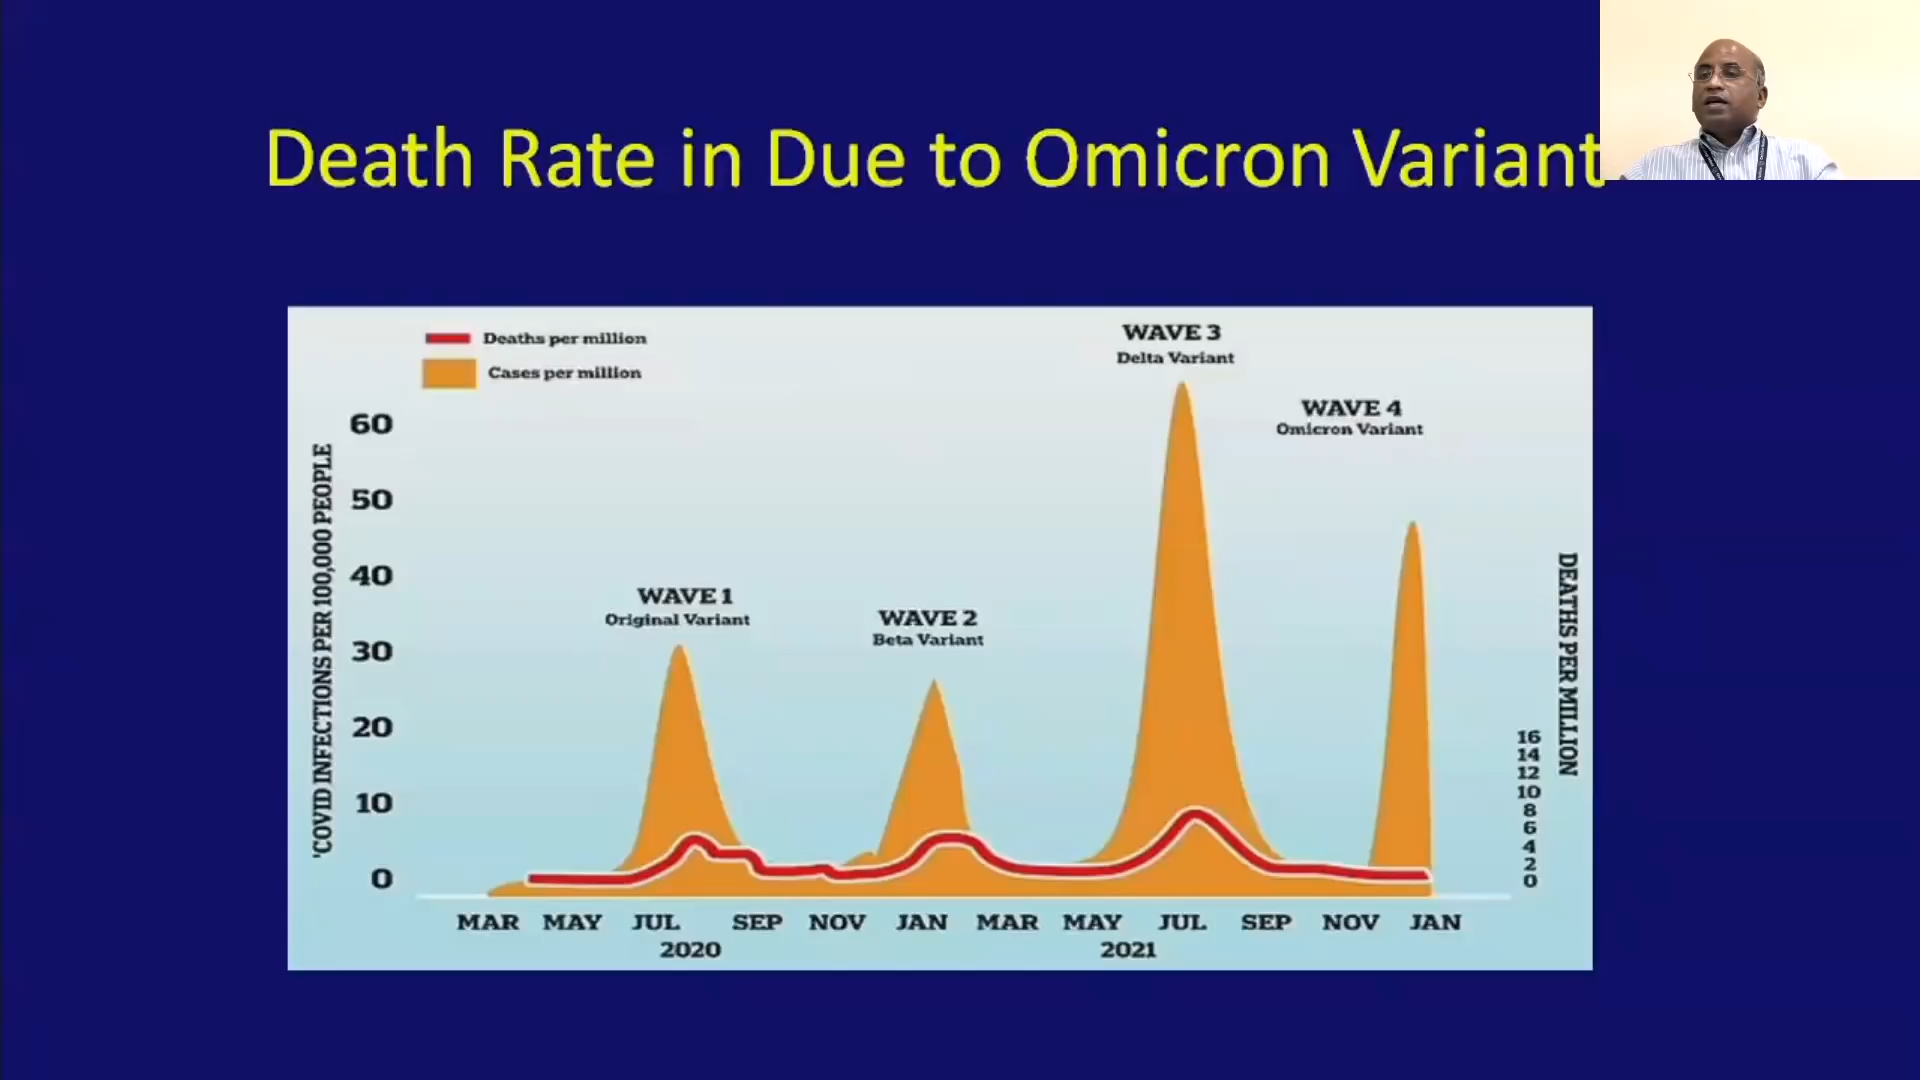 Death Rate in Due to Omicron Variant
Deaths per million
Cases per million
WAVE 3
Delta Variant
WAVE 4
Omicron Variant
WAVE 1
Original Variant
WAVE 2
Beta Variant
'COVID INFECTIONS PER 100,000 PEOPLE
60
50
40
30
20
10
0
DEATHS PER MILLION
16
14
12
10
8
6
4
2
0
MAR MAY JUL SEP NOV JAN MAR MAY JUL SEP NOV JAN
2020 2021